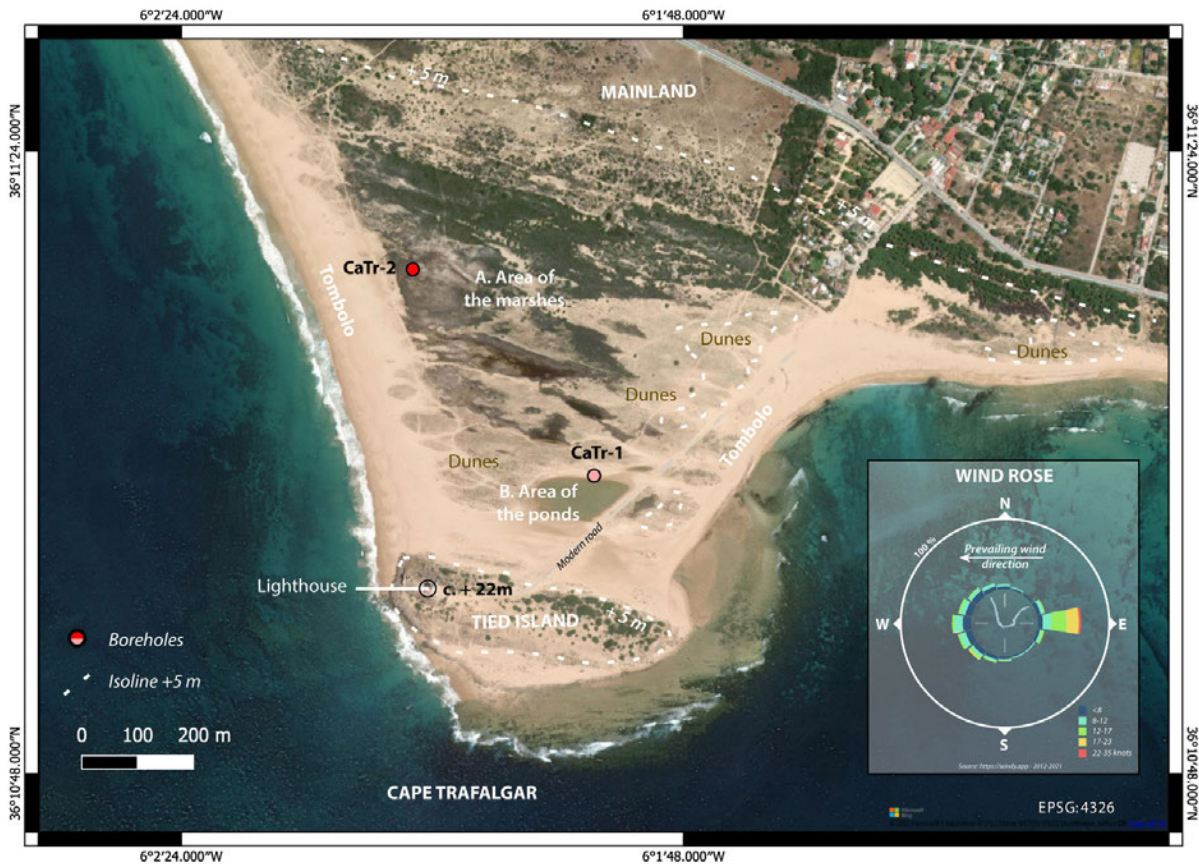 6°2'24.000"W
6°1'48.000"W
36°11'24.000"N
36°11'24.000"N
+5 m
MAINLAND
+5 m
CaTr-2
A. Area of
the marshes
Tombolo
Dunes
Dunes
Dunes
CaTr-1
Tombolo
Dunes
B. Area of
the ponds
Modern road
Lighthouse
c. + 22m
TIED ISLAND
+5 m
Boreholes
Isoline +5 m
0 100 200 m
CAPE TRAFALGAR
WIND ROSE
N
100 %
Prevailing wind
direction
W
E
S
<8
8-12
12-17
17-23
22-35 knots
Source: https://windy.app - 2012-2021
Microsoft
Bing
EPSG:4326
36°10'48.000"N
36°10'48.000"N
6°2'24.000"W
6°1'48.000"W